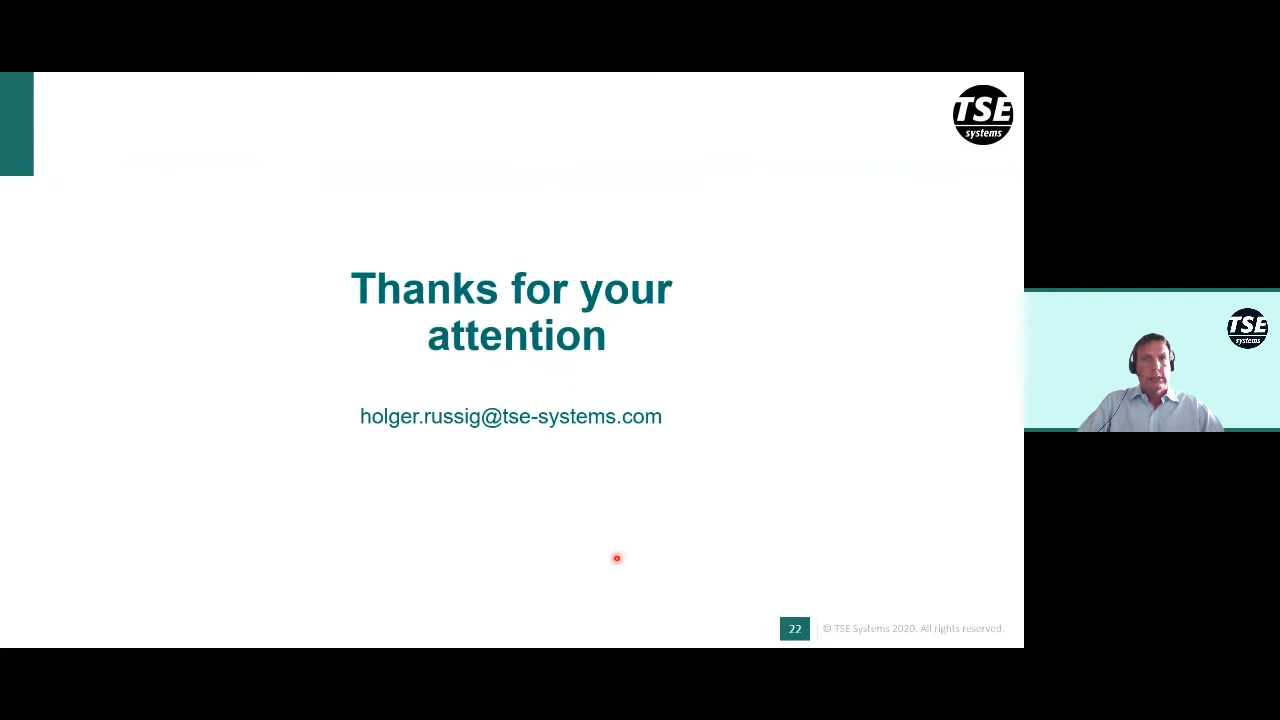 TSE
systems
Thanks for your
attention
holger.russig@tse-systems.com
22
© TSE Systems 2020. All rights reserved.
TSE
systems